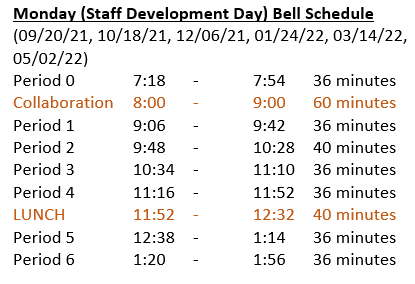 Monday (Staff Development Day) Bell Schedule
(09/20/21, 10/18/21, 12/06/21, 01/24/22, 03/14/22,
05/02/22)
Period 0 7:18 - 7:54 36 minutes
Collaboration 8:00 - 9:00 60 minutes
Period 1 9:06 - 9:42 36 minutes
Period 2 9:48 - 10:28 40 minutes
Period 3 10:34 - 11:10 36 minutes
Period 4 11:16 - 11:52 36 minutes
LUNCH 11:52 - 12:32 40 minutes
Period 5 12:38 - 1:14 36 minutes
Period 6 1:20 - 1:56 36 minutes